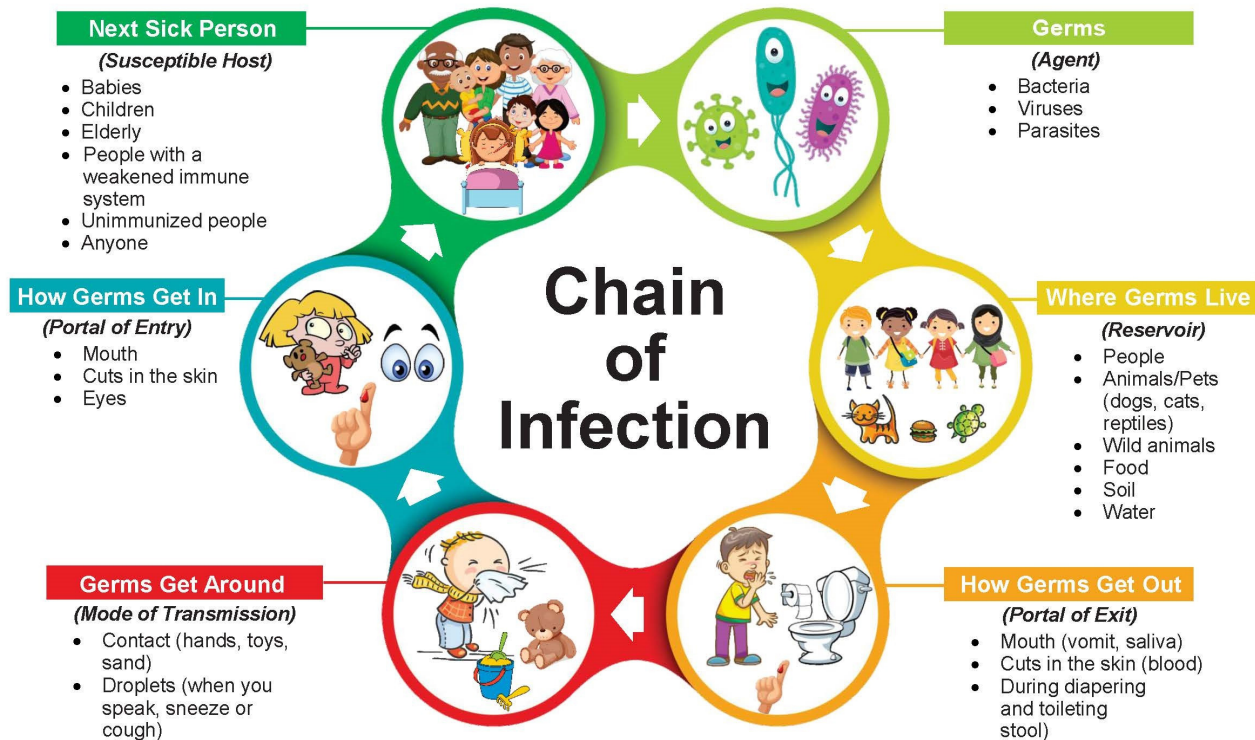 Chain
of
Infection
Germs
(Agent)
• Bacteria
• Viruses
• Parasites
Where Germs Live
(Reservoir)
• People
• Animals/Pets
(dogs, cats,
reptiles)
• Wild animals
• Food
• Soil
• Water
How Germs Get Out
(Portal of Exit)
• Mouth (vomit, saliva)
• Cuts in the skin (blood)
• During diapering
and toileting
stool)
Germs Get Around
(Mode of Transmission)
• Contact (hands, toys,
sand)
• Droplets (when you
speak, sneeze or
cough)
How Germs Get In
(Portal of Entry)
• Mouth
• Cuts in the skin
• Eyes
Next Sick Person
(Susceptible Host)
• Babies
• Children
• Elderly
• People with a
weakened immune
system
• Unimmunized people
• Anyone